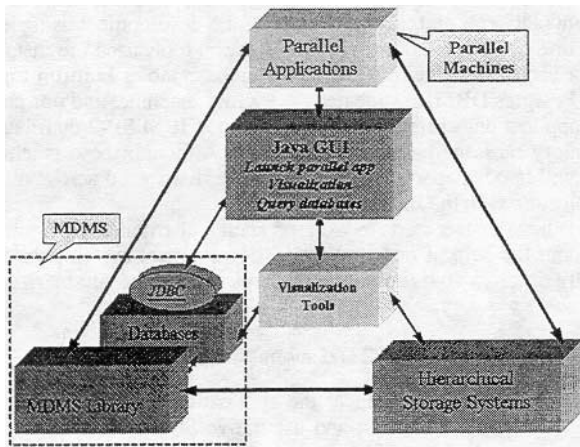 Parallel
Applications
Parallel
Machines
Java GUI
Launch parallel app
Visualization
Query databases
MDMS
JDBC
Databases
Visualization
Tools
MDMS Library
Hierarchical
Storage Systems